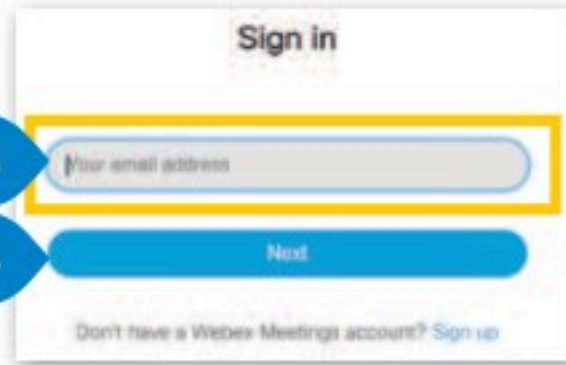 Sign in
Your email address
Next
Don't have a Webex Meetings account? Sign up